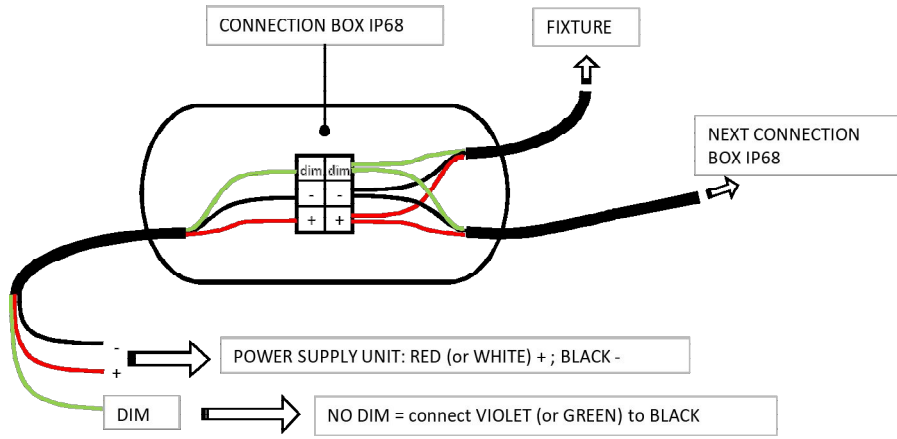 CONNECTION BOX IP68
FIXTURE
NEXT CONNECTION
BOX IP68
dim dim
- -
+ +
-
+
POWER SUPPLY UNIT: RED (or WHITE) + ; BLACK -
DIM
NO DIM = connect VIOLET (or GREEN) to BLACK